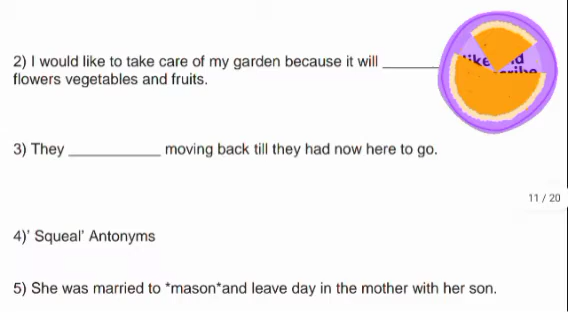 2) I would like to take care of my garden because it will ______
flowers vegetables and fruits.
3) They ___________ moving back till they had now here to go.
11 / 20
4)' Squeal' Antonyms
5) She was married to *mason*and leave day in the mother with her son.